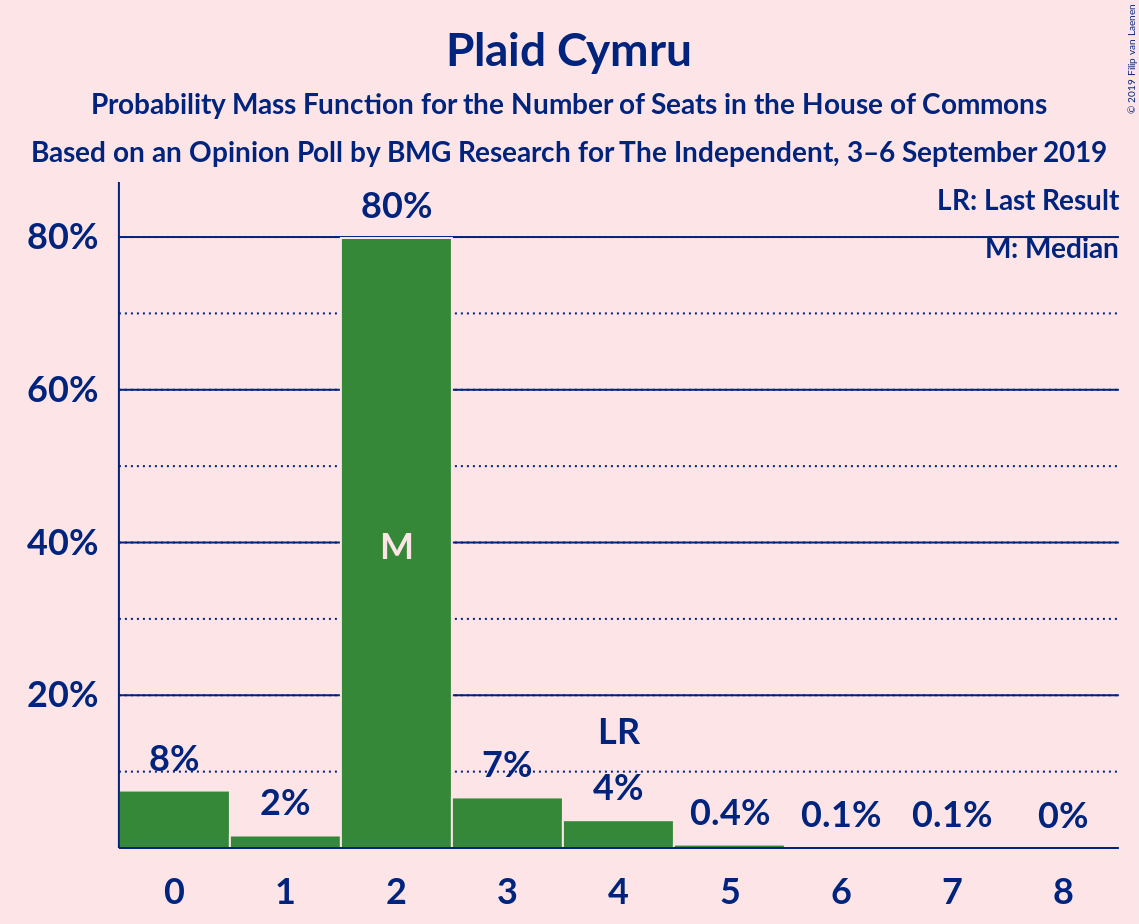 Plaid Cymru
Probability Mass Function for the Number of Seats in the House of Commons
Based on an Opinion Poll by BMG Research for The Independent, 3–6 September 2019
© 2019 Filip van Laenen
LR: Last Result
M: Median
80%
60%
40%
20%
8%
2%
80%
M
7%
LR
4%
0.4%
0.1%
0.1%
0%
0
1
2
3
4
5
6
7
8